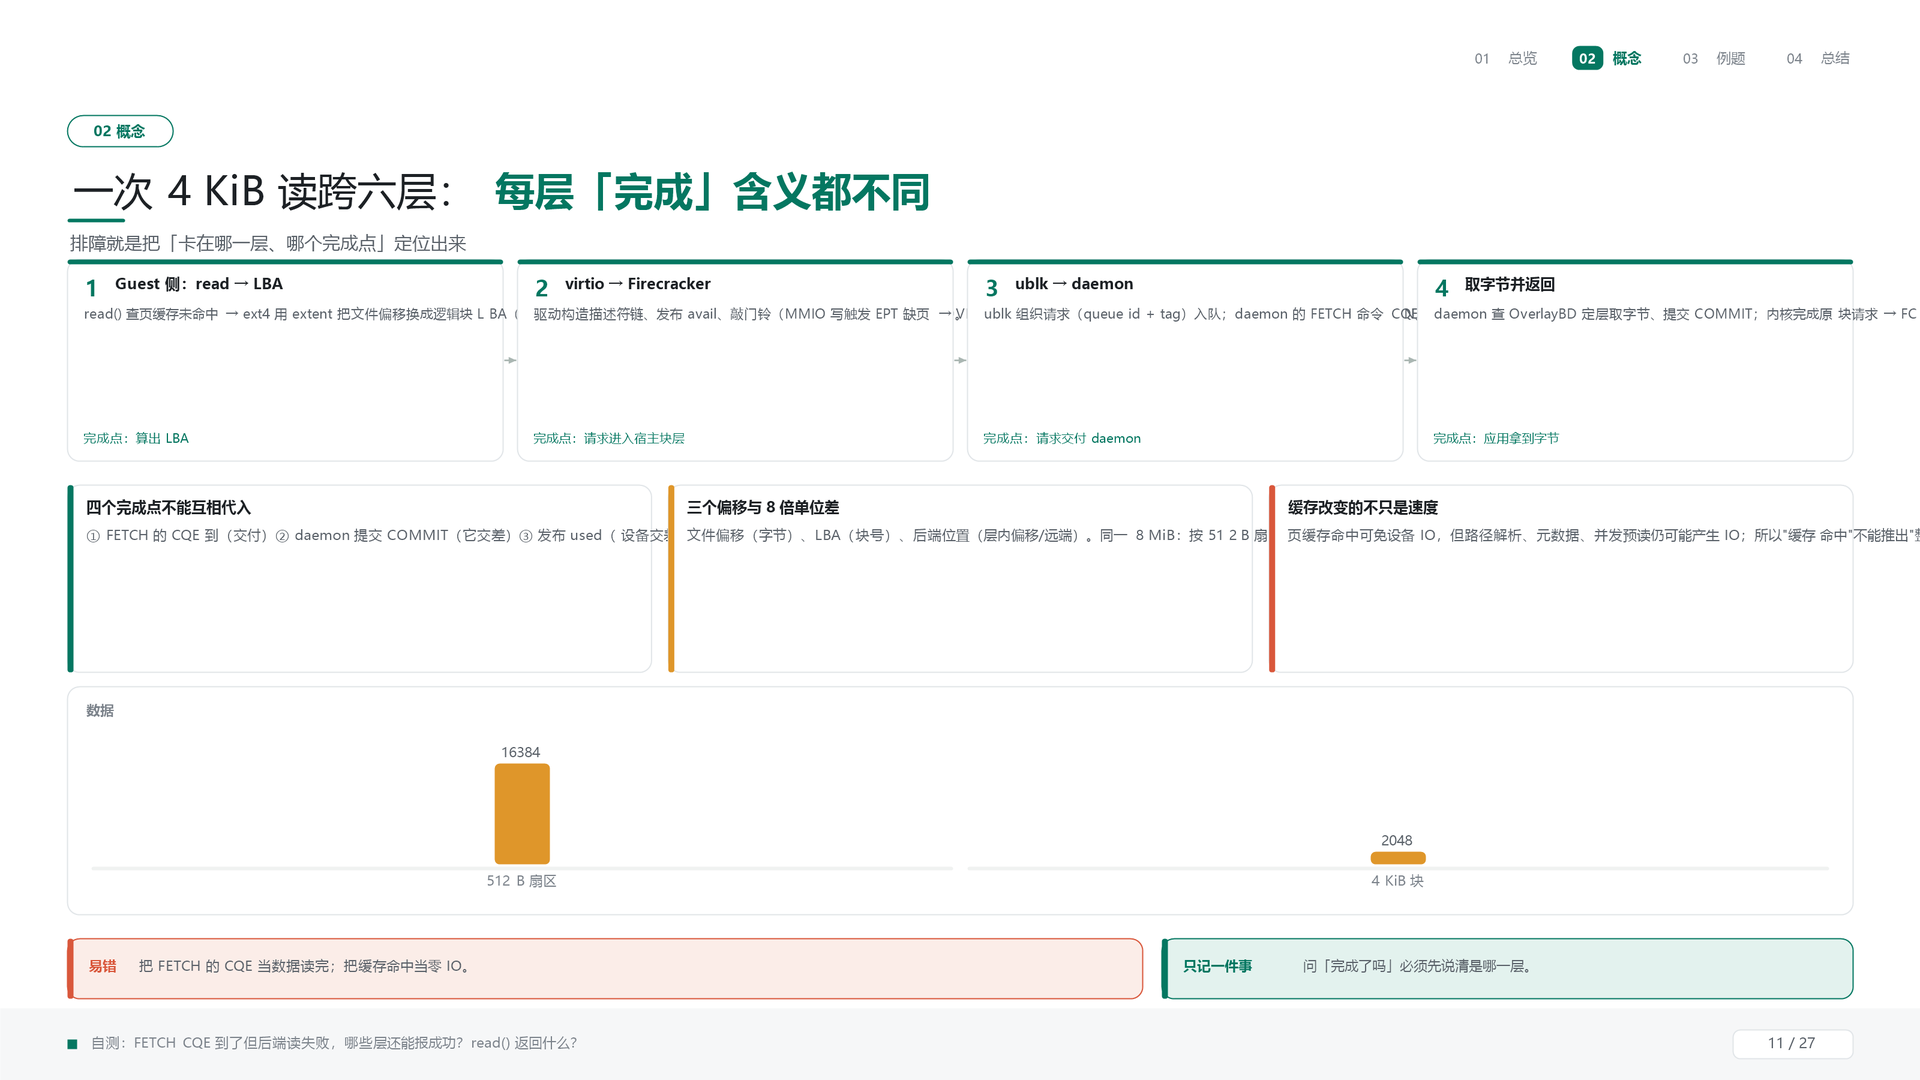 01 总览 02 概念 03 例题 04 总结
02 概念
一次 4 KiB 读跨六层： 每层「完成」含义都不同
排障就是把「卡在哪一层、哪个完成点」定位出来
1 Guest 侧：read → LBA
read() 查页缓存未命中 → ext4 用 extent 把文件偏移换成逻辑块 L BA（
完成点：算出 LBA
2 virtio → Firecracker
驱动构造描述符链、发布 avail、敲门铃（MMIO 写触发 EPT 缺页 →
完成点：请求进入宿主块层
3 ublk → daemon
ublk 组织请求（queue id + tag）入队；daemon 的 FETCH 命令 CQE
完成点：请求交付 daemon
4 取字节并返回
daemon 查 OverlayBD 定层取字节、提交 COMMIT；内核完成原 块请求 → FC
完成点：应用拿到字节
四个完成点不能互相代入
① FETCH 的 CQE 到（交付）② daemon 提交 COMMIT（它交差）③ 发布 used（ 设备交差
三个偏移与 8 倍单位差
文件偏移（字节）、LBA（块号）、后端位置（层内偏移/远端）。同一 8 MiB：按 51 2 B 扇
缓存改变的不只是速度
页缓存命中可免设备 IO，但路径解析、元数据、并发预读仍可能产生 IO；所以"缓存 命中"不能推出"
数据
16384
512 B 扇区
2048
4 KiB 块
易错 把 FETCH 的 CQE 当数据读完；把缓存命中当零 IO。
只记一件事 问「完成了吗」必须先说清是哪一层。
自测：FETCH CQE 到了但后端读失败，哪些层还能报成功？read() 返回什么？
11 / 27